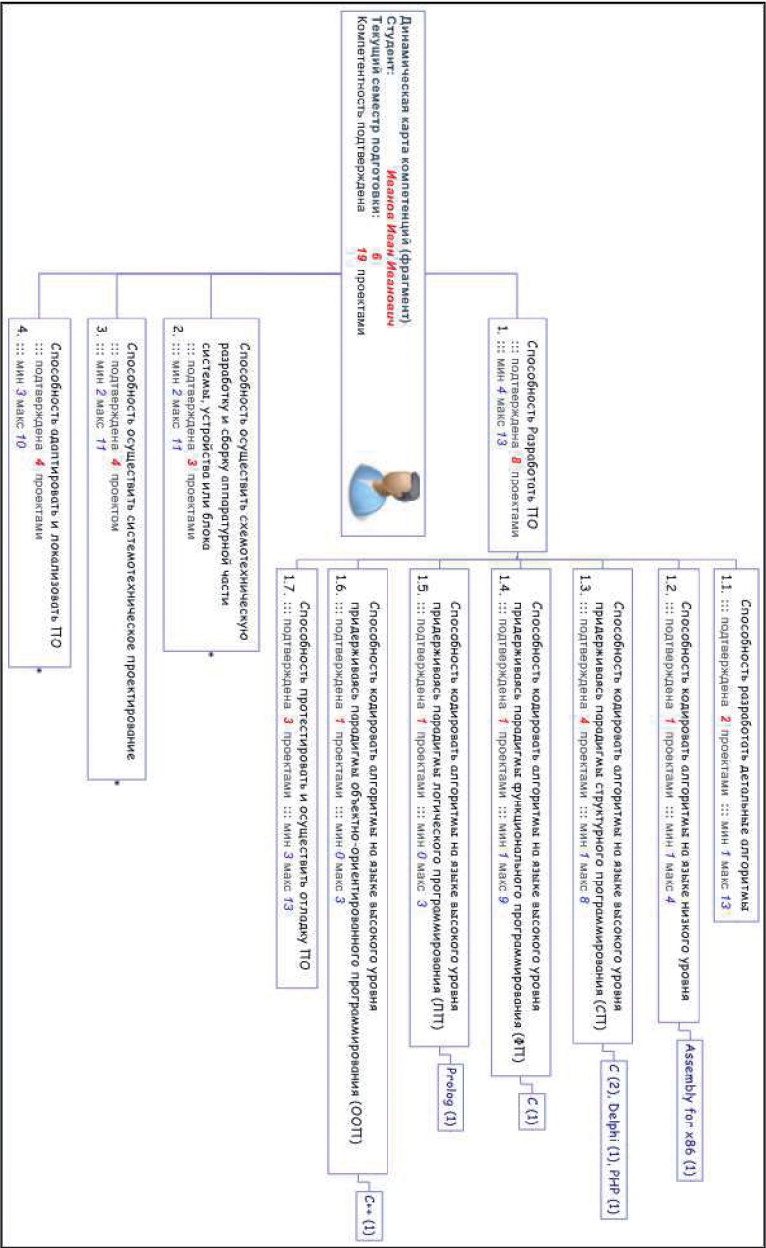 Динамическая карта компетенций (фрагмент)
Студент: Иванов Иван Иванович
Текущий семестр подготовки: 6
Компетентность подтверждена 19 проектами
Способность Разработать ПО
1. ::: подтверждена 8 проектами
::: мин 4 макс 13
Способность разработать детальные алгоритмы
1.1. ::: подтверждена 2 проектами ::: мин 1 макс 13
Способность кодировать алгоритмы на языке низкого уровня
1.2. ::: подтверждена 1 проектами ::: мин 1 макс 4
Assembly for x86 (1)
Способность кодировать алгоритмы на языке высокого уровня
придерживаясь парадигмы структурного программирования (СП)
1.3. ::: подтверждена 4 проектами ::: мин 1 макс 8
C (2), Delphi (1), PHP (1)
Способность кодировать алгоритмы на языке высокого уровня
придерживаясь парадигмы функционального программирования (ФП)
1.4. ::: подтверждена 1 проектами ::: мин 1 макс 9
C (1)
Способность кодировать алгоритмы на языке высокого уровня
придерживаясь парадигмы логического программирования (ЛП)
1.5. ::: подтверждена 1 проектами ::: мин 0 макс 3
Prolog (1)
Способность кодировать алгоритмы на языке высокого уровня
придерживаясь парадигмы объектно-ориентированного программирования (ООП)
1.6. ::: подтверждена 1 проектами ::: мин 0 макс 3
C++ (1)
Способность протестировать и осуществить отладку ПО
1.7. ::: подтверждена 3 проектами ::: мин 3 макс 13
Способность осуществить схемотехническую
разработку и сборку аппаратурной части
системы, устройства или блока
2. ::: подтверждена 3 проектами
::: мин 2 макс 11
*
Способность осуществить системотехническое проектирование
3. ::: подтверждена 4 проектом
::: мин 2 макс 11
*
Способность адаптировать и локализовать ПО
4. ::: подтверждена 4 проектами
::: мин 3 макс 10
*